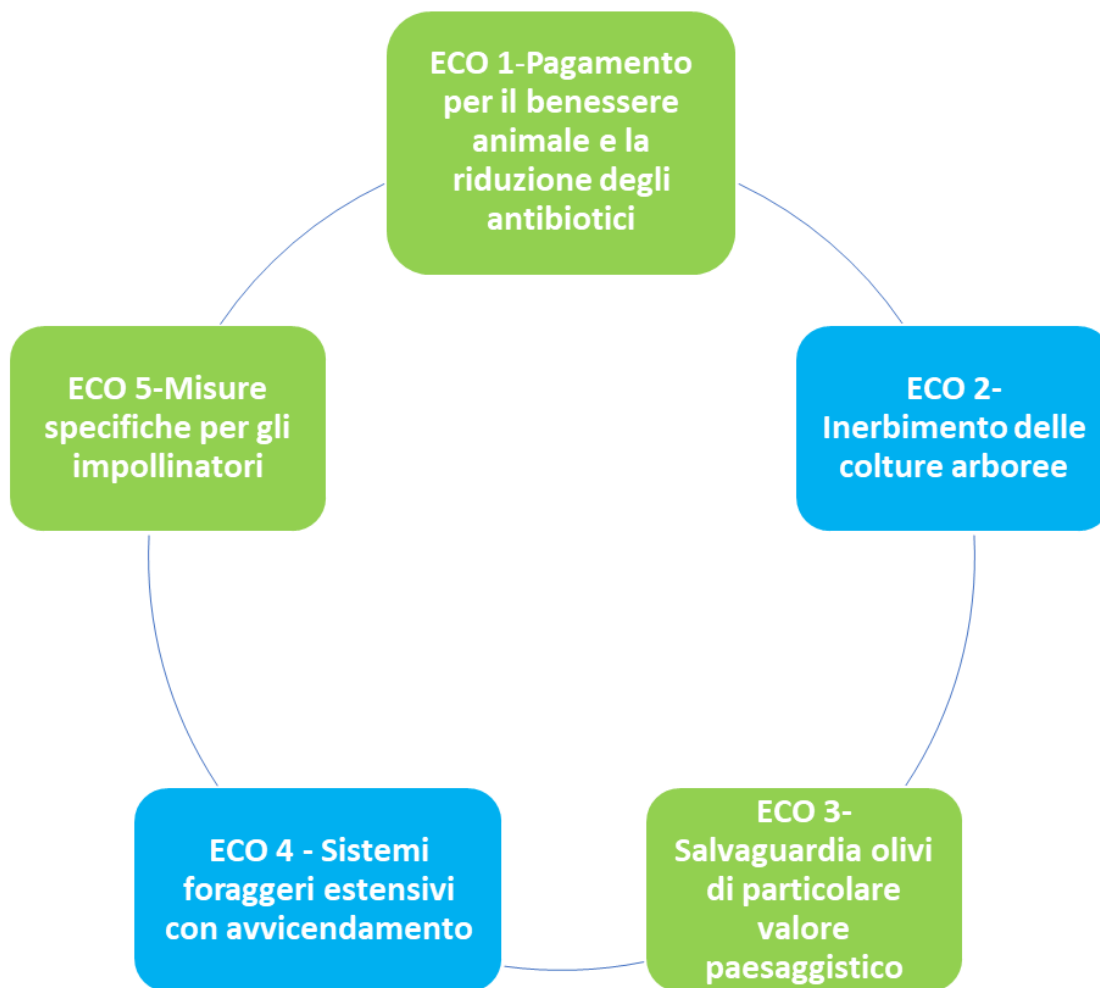 ECO 1-Pagamento
per il benessere
animale e la
riduzione degli
antibiotici
ECO 2-
Inerbimento delle
colture arboree
ECO 3-
Salvaguardia olivi
di particolare
valore
paesaggistico
ECO 4 - Sistemi
foraggeri estensivi
con avvicendamento
ECO 5-Misure
specifiche per gli
impollinatori